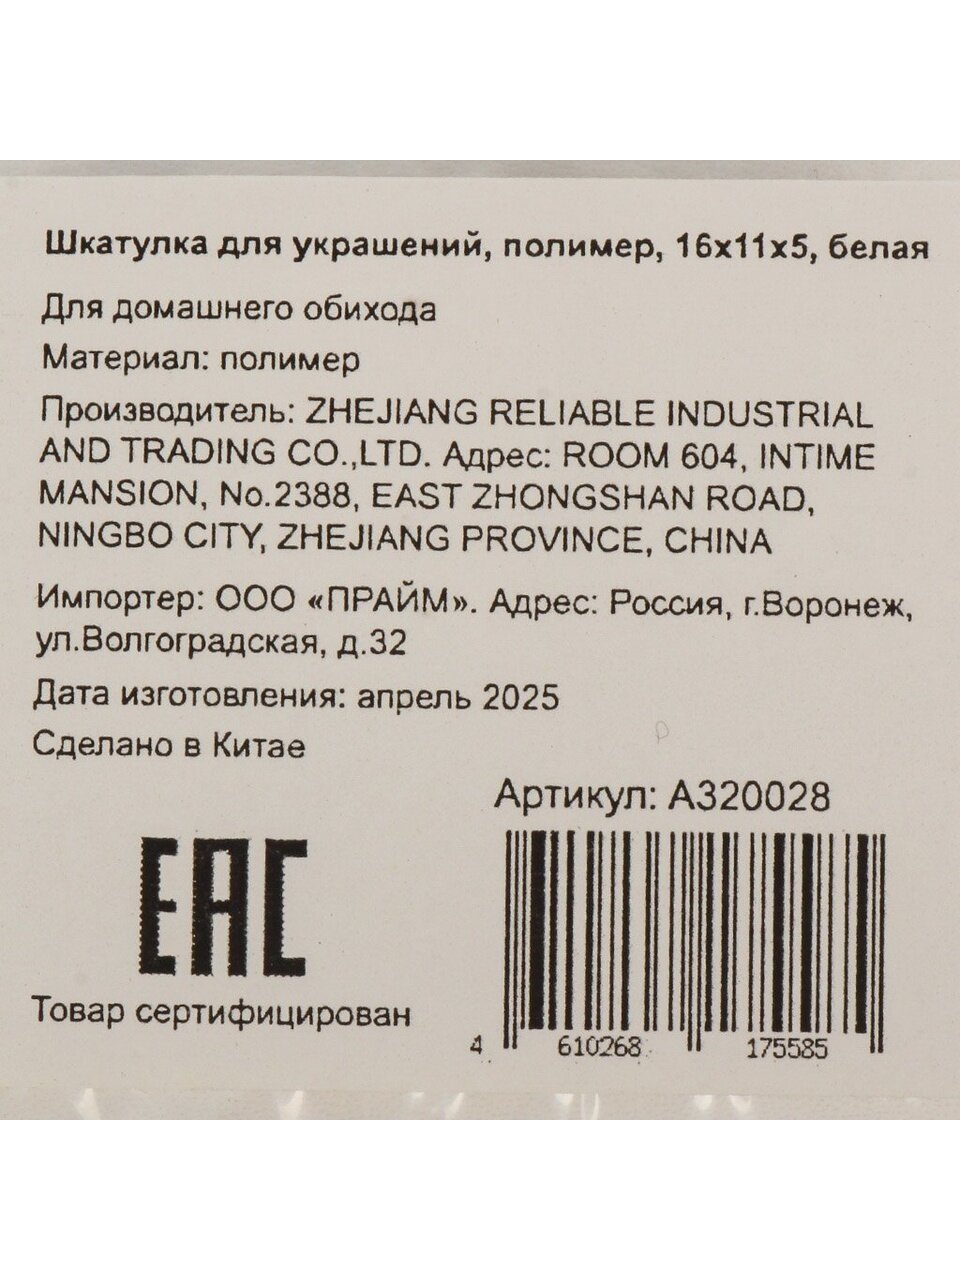 Шкатулка для украшений, полимер, 16х11х5, белая
Для домашнего обихода
Материал: полимер
Производитель: ZHEJIANG RELIABLE INDUSTRIAL
AND TRADING CO.,LTD. Адрес: ROOM 604, INTIME
MANSION, No.2388, EAST ZHONGSHAN ROAD,
NINGBO CITY, ZHEJIANG PROVINCE, CHINA
Импортер: ООО «ПРАЙМ». Адрес: Россия, г.Воронеж,
ул.Волгоградская, д.32
Дата изготовления: апрель 2025
Сделано в Китае
Артикул: А320028
EAC
Товар сертифицирован
4 610268 175585